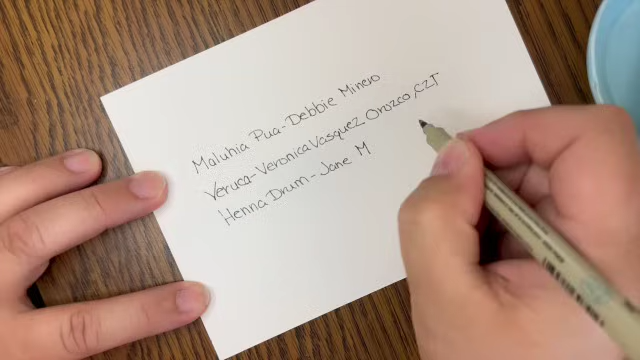 Maluhia Pua - Debbie Minero
Veruca - Veronica Vasquez Orozco, CZT
Henna Drum - Jane M